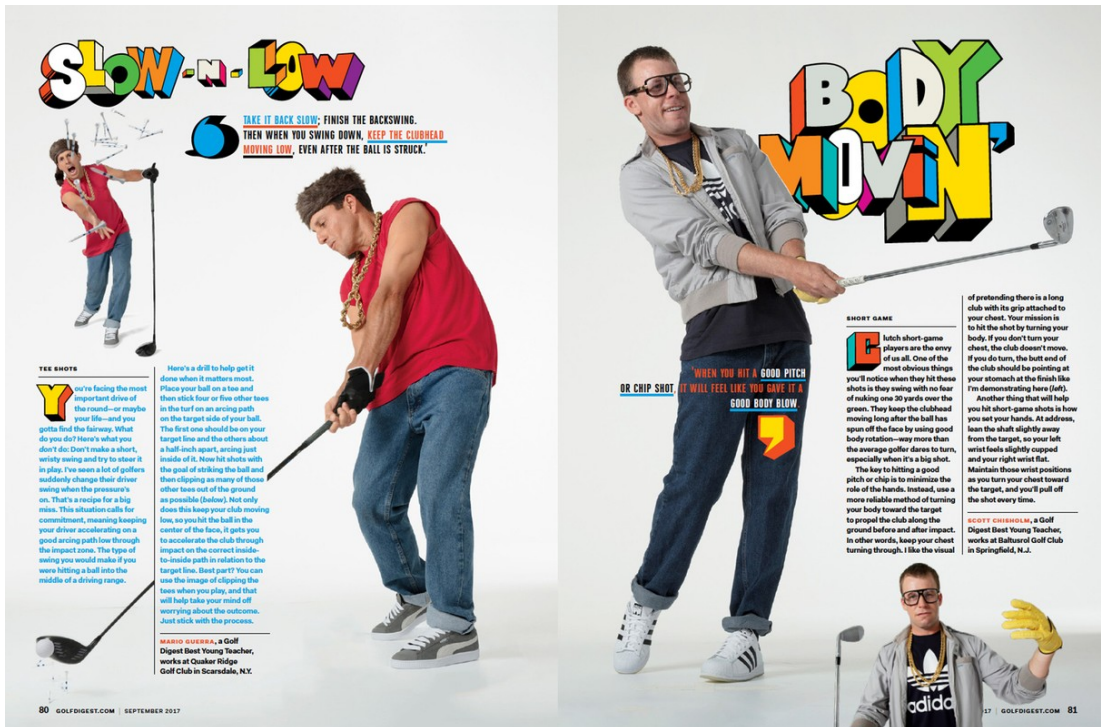 SLOW-N-LOW
‘TAKE IT BACK SLOW; FINISH THE BACKSWING.
THEN WHEN YOU SWING DOWN, KEEP THE CLUBHEAD
MOVING LOW, EVEN AFTER THE BALL IS STRUCK.’
TEE SHOTS
You’re facing the most
important drive of
the round—or maybe
your life—and you
gotta find the fairway. What
do you do? Here’s what you
don’t do: Don’t make a short,
wristy swing and try to steer it
in play. I’ve seen a lot of golfers
suddenly change their driver
swing when the pressure’s
on. That’s a recipe for a big
miss. This situation calls for
commitment, meaning keeping
your driver accelerating on a
good arcing path low through
the impact zone. The type of
swing you would make if you
were hitting a ball into the
middle of a driving range.
Here’s a drill to help get it
done when it matters most.
Place your ball on a tee and
then stick four or five other tees
in the turf on an arcing path
on the target side of your ball.
The first one should be on your
target line and the others about
a half-inch apart, arcing just
inside of it. Now hit shots with
the goal of striking the ball and
then clipping as many of those
other tees out of the ground
as possible (below). Not only
does this keep your club moving
low, so you hit the ball in the
center of the face, it gets you
to accelerate the club through
impact on the correct inside-
to-inside path in relation to the
target line. Best part? You can
use the image of clipping the
tees when you play, and that
will help take your mind off
worrying about the outcome.
Just stick with the process.
MARIO GUERRA, a Golf
Digest Best Young Teacher,
works at Quaker Ridge
Golf Club in Scarsdale, N.Y.
80 GOLFDIGEST.COM | SEPTEMBER 2017
BODY
MOVIN’
adidas
‘WHEN YOU HIT A GOOD PITCH
OR CHIP SHOT, IT WILL FEEL LIKE YOU GAVE IT A
GOOD BODY BLOW.’
SHORT GAME
Clutch short-game
players are the envy
of us all. One of the
most obvious things
you’ll notice when they hit these
shots is they swing with no fear
of nuking one 30 yards over the
green. They keep the clubhead
moving long after the ball has
spun off the face by using good
body rotation—way more than
the average golfer dares to turn,
especially when it’s a big shot.
The key to hitting a good
pitch or chip is to minimize the
role of the hands. Instead, use a
more reliable method of turning
your body toward the target
to propel the club along the
ground before and after impact.
In other words, keep your chest
turning through. I like the visual
of pretending there is a long
club with its grip attached to
your chest. Your mission is
to hit the shot by turning your
body. If you don’t turn your
chest, the club doesn’t move.
If you do turn, the butt end of
the club should be pointing at
your stomach at the finish like
I’m demonstrating here (left).
Another thing that will help
you hit short-game shots is how
you set your hands. At address,
lean the shaft slightly away
from the target, so your left
wrist feels slightly cupped
and your right wrist flat.
Maintain those wrist positions
as you turn your chest toward
the target, and you’ll pull off
the shot every time.
SCOTT CHISHOLM, a Golf
Digest Best Young Teacher,
works at Baltusrol Golf Club
in Springfield, N.J.
adidas
17 | GOLFDIGEST.COM 81